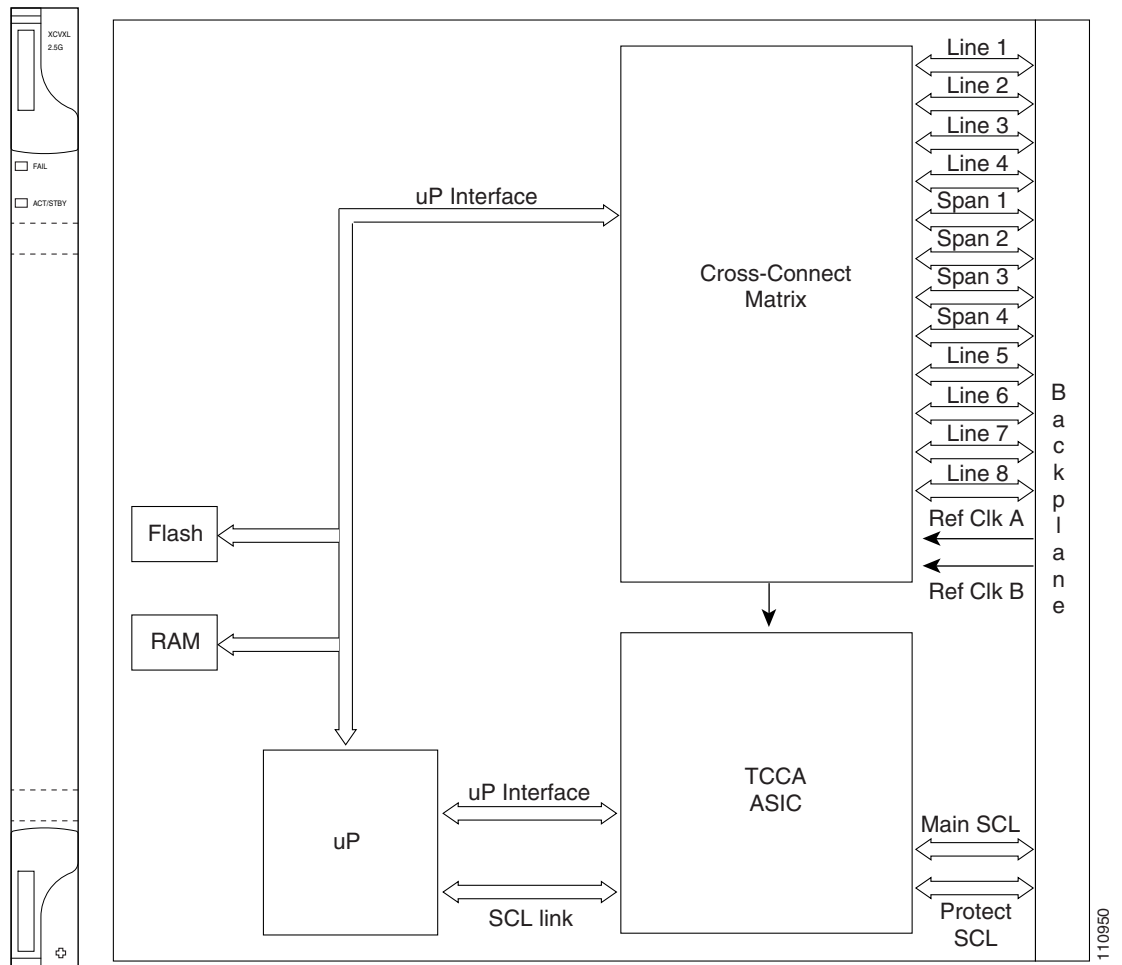 XCVXL
2.5G
FAIL
ACT/STBY
uP Interface
Cross-Connect
Matrix
Line 1
Line 2
Line 3
Line 4
Span 1
Span 2
Span 3
Span 4
Line 5
Line 6
Line 7
Line 8
Ref Clk A
Ref Clk B
Backplane
Flash
RAM
uP
uP Interface
SCL link
TCCA
ASIC
Main SCL
Protect
SCL
110950